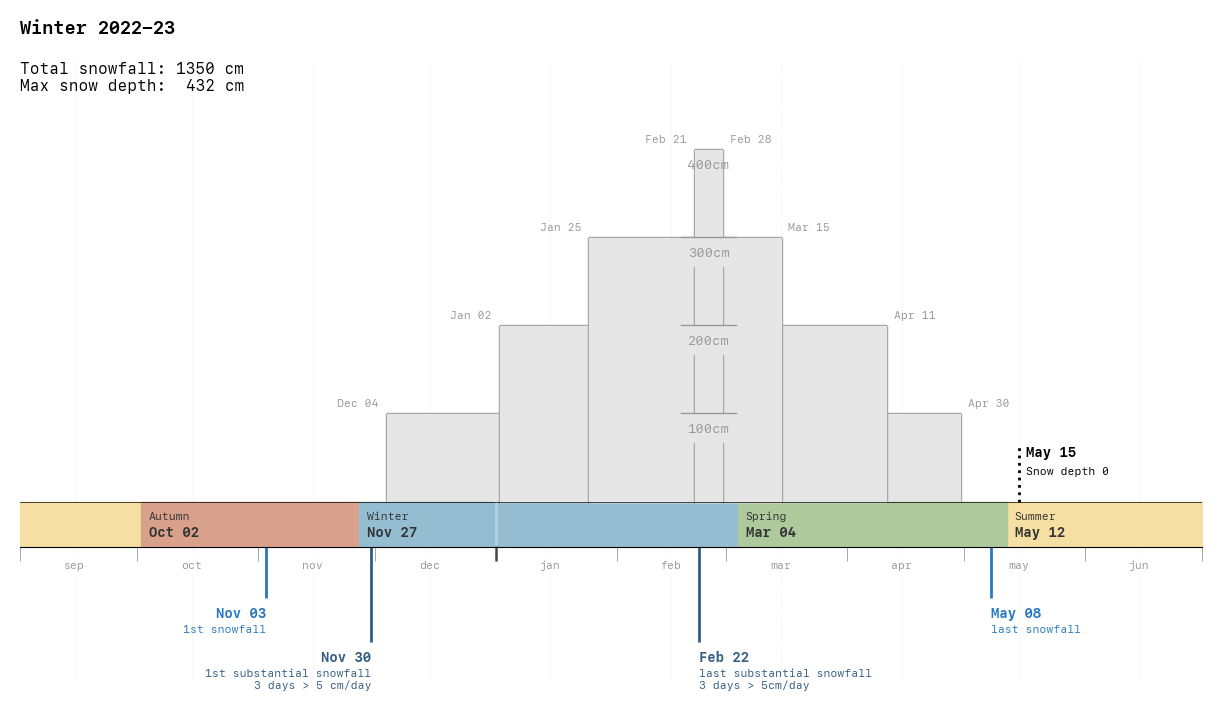 Winter 2022–23
Total snowfall: 1350 cm
Max snow depth:  432 cm
Feb 21
Feb 28
400cm
Jan 25
Mar 15
300cm
Jan 02
Apr 11
200cm
Dec 04
Apr 30
100cm
May 15
Snow depth 0
Autumn
Oct 02
Winter
Nov 27
Spring
Mar 04
Summer
May 12
sep oct nov dec jan feb mar apr may jun
Nov 03
1st snowfall
May 08
last snowfall
Nov 30
1st substantial snowfall
3 days > 5 cm/day
Feb 22
last substantial snowfall
3 days > 5cm/day